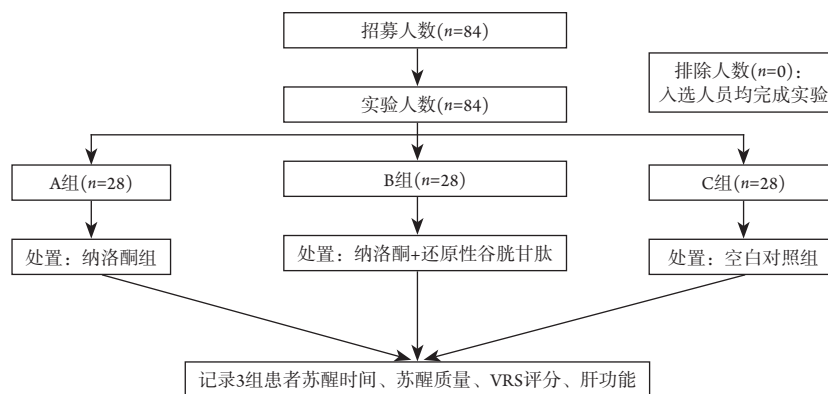 招募人数(n=84)
排除人数(n=0)：
入选人员均完成实验
实验人数(n=84)
A组(n=28)
B组(n=28)
C组(n=28)
处置：纳洛酮组
处置：纳洛酮+还原性谷胱甘肽
处置：空白对照组
记录3组患者苏醒时间、苏醒质量、VRS评分、肝功能